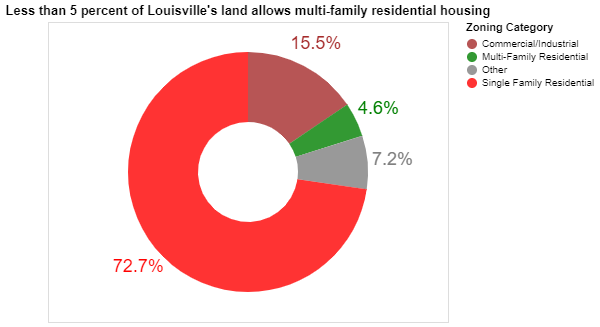 Less than 5 percent of Louisville's land allows multi-family residential housing
Zoning Category
Commercial/Industrial
Multi-Family Residential
Other
Single Family Residential
15.5%
4.6%
7.2%
72.7%